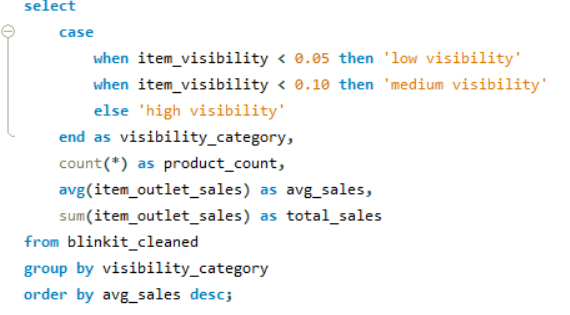 select
case
when item_visibility < 0.05 then 'low visibility'
when item_visibility < 0.10 then 'medium visibility'
else 'high visibility'
end as visibility_category,
count(*) as product_count,
avg(item_outlet_sales) as avg_sales,
sum(item_outlet_sales) as total_sales
from blinkit_cleaned
group by visibility_category
order by avg_sales desc;